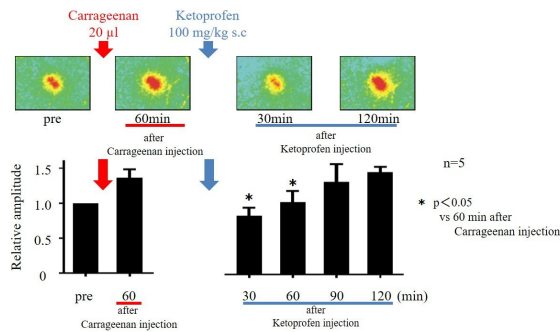 Carrageenan
20 µl
Ketoprofen
100 mg/kg s.c
pre
60min
30min
120min
after
Carrageenan injection
after
Ketoprofen injection
Relative amplitude
1.5
1.0
0.5
0
*
*
n=5
* p<0.05
vs 60 min after
Carrageenan injection
pre
60
30
60
90
120
(min)
after
Carrageenan injection
after
Ketoprofen injection